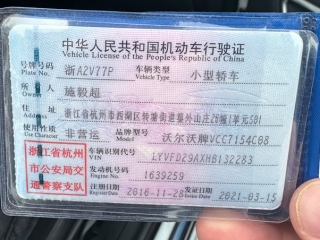 中华人民共和国机动车行驶证
Vehicle License of the People's Republic of China
号牌号码 浙A2V77P 车辆类型 小型轿车
Plate No. Vehicle Type
所有人 施毅超
Owner
住址 浙江省杭州市西湖区转塘街道
Address
使用性质 非营运 品牌型号 沃尔沃牌VCC7154C08
Use Character Model
浙江省杭州市公安局交通警察支队
车辆识别代号 LYVFD29AXHB132283
VIN
发动机号码 1639259
Engine No.
注册日期 2016-11-28 发证日期 2021-03-15
Register Date Issue Date